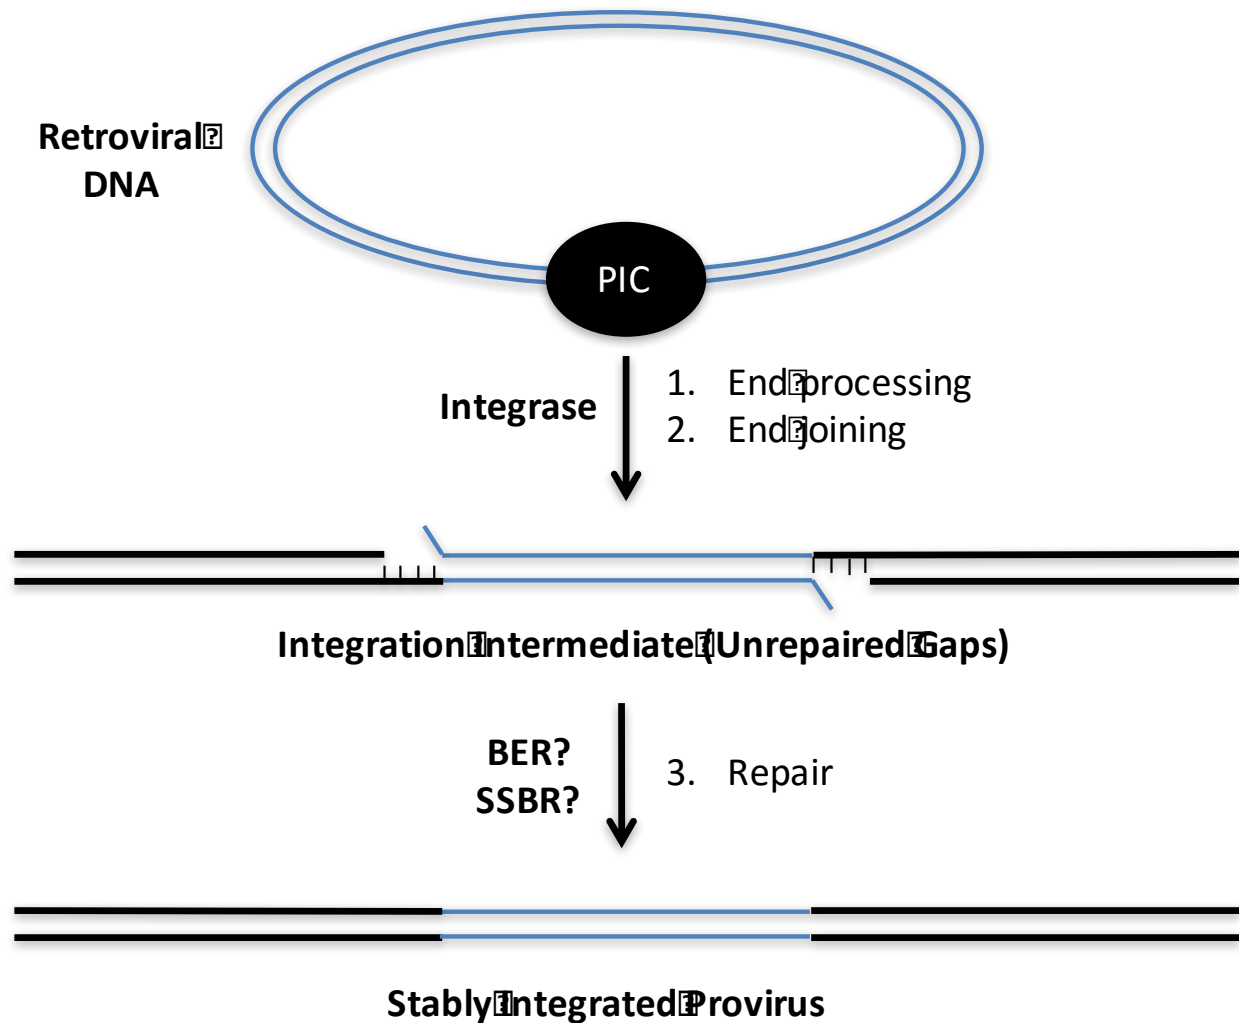 Retroviral⍰
DNA
PIC
Integrase
1. End⍰processing
2. End⍰joining
Integration⍰Intermediate⍰(Unrepaired⍰Gaps)
BER?
SSBR?
3. Repair
Stably⍰Integrated⍰Provirus